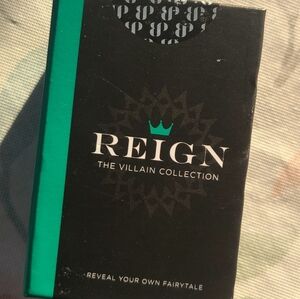 REIGN
THE VILLAIN COLLECTION
REVEAL YOUR OWN FAIRYTALE